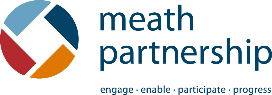 meath
partnership
engage · enable · participate · progress